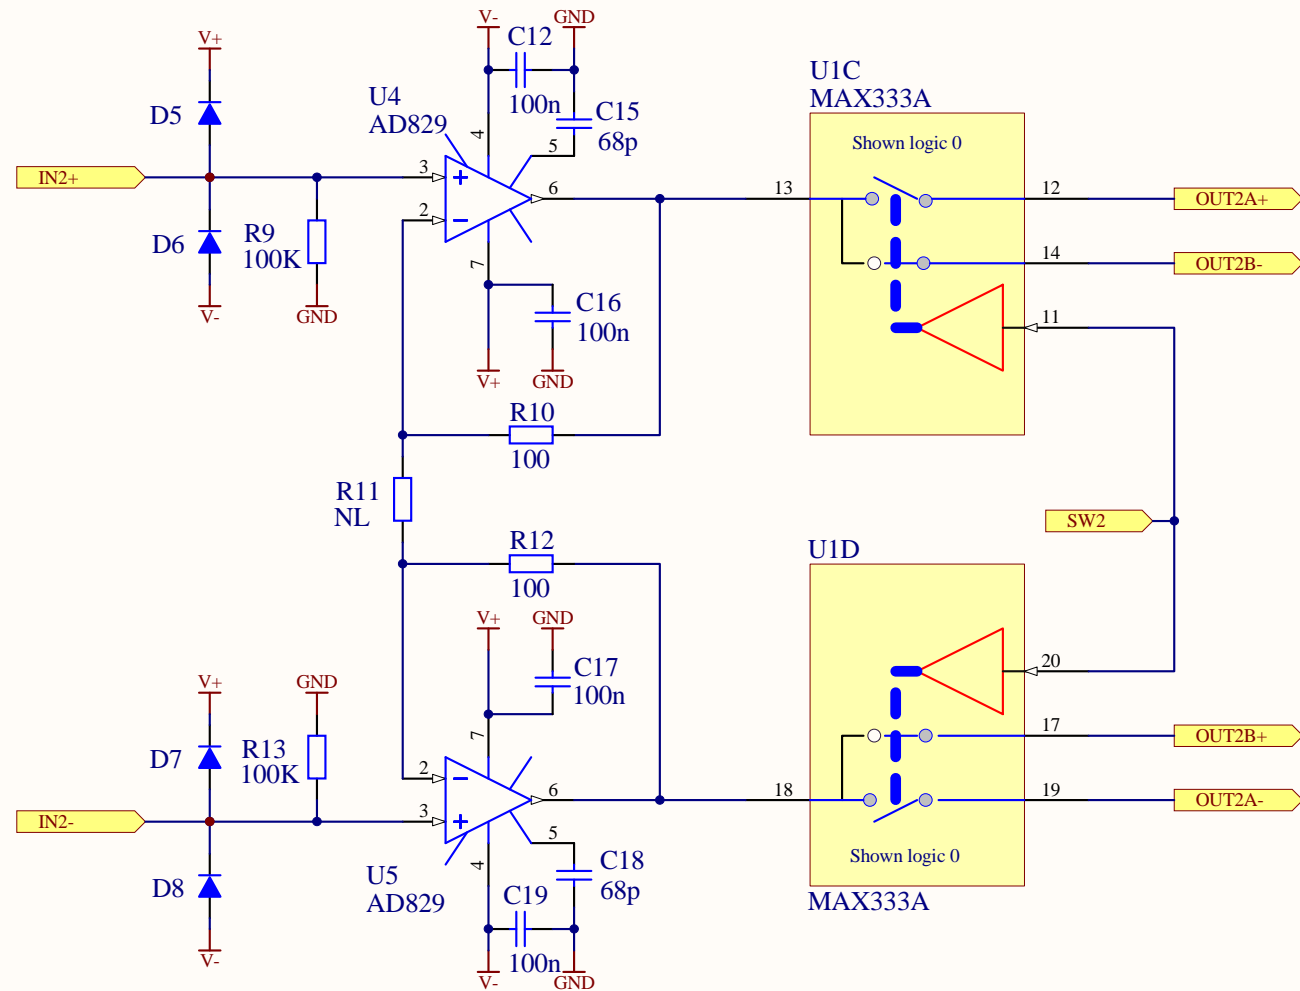 V-
GND
V+
C12
U1C
MAX333A
U4
AD829
100n
C15
68p
D5
4
5
Shown logic 0
IN2+
3
6
13
12
OUT2A+
2
D6
R9
100K
7
14
OUT2B-
V-
GND
C16
100n
11
V+
GND
R10
100
R11
NL
SW2
R12
100
U1D
V+
GND
C17
100n
20
V+
GND
7
17
OUT2B+
D7
R13
100K
2
6
18
19
OUT2A-
IN2-
3
5
4
Shown logic 0
D8
U5
AD829
C18
68p
C19
MAX333A
V-
100n
V-
GND